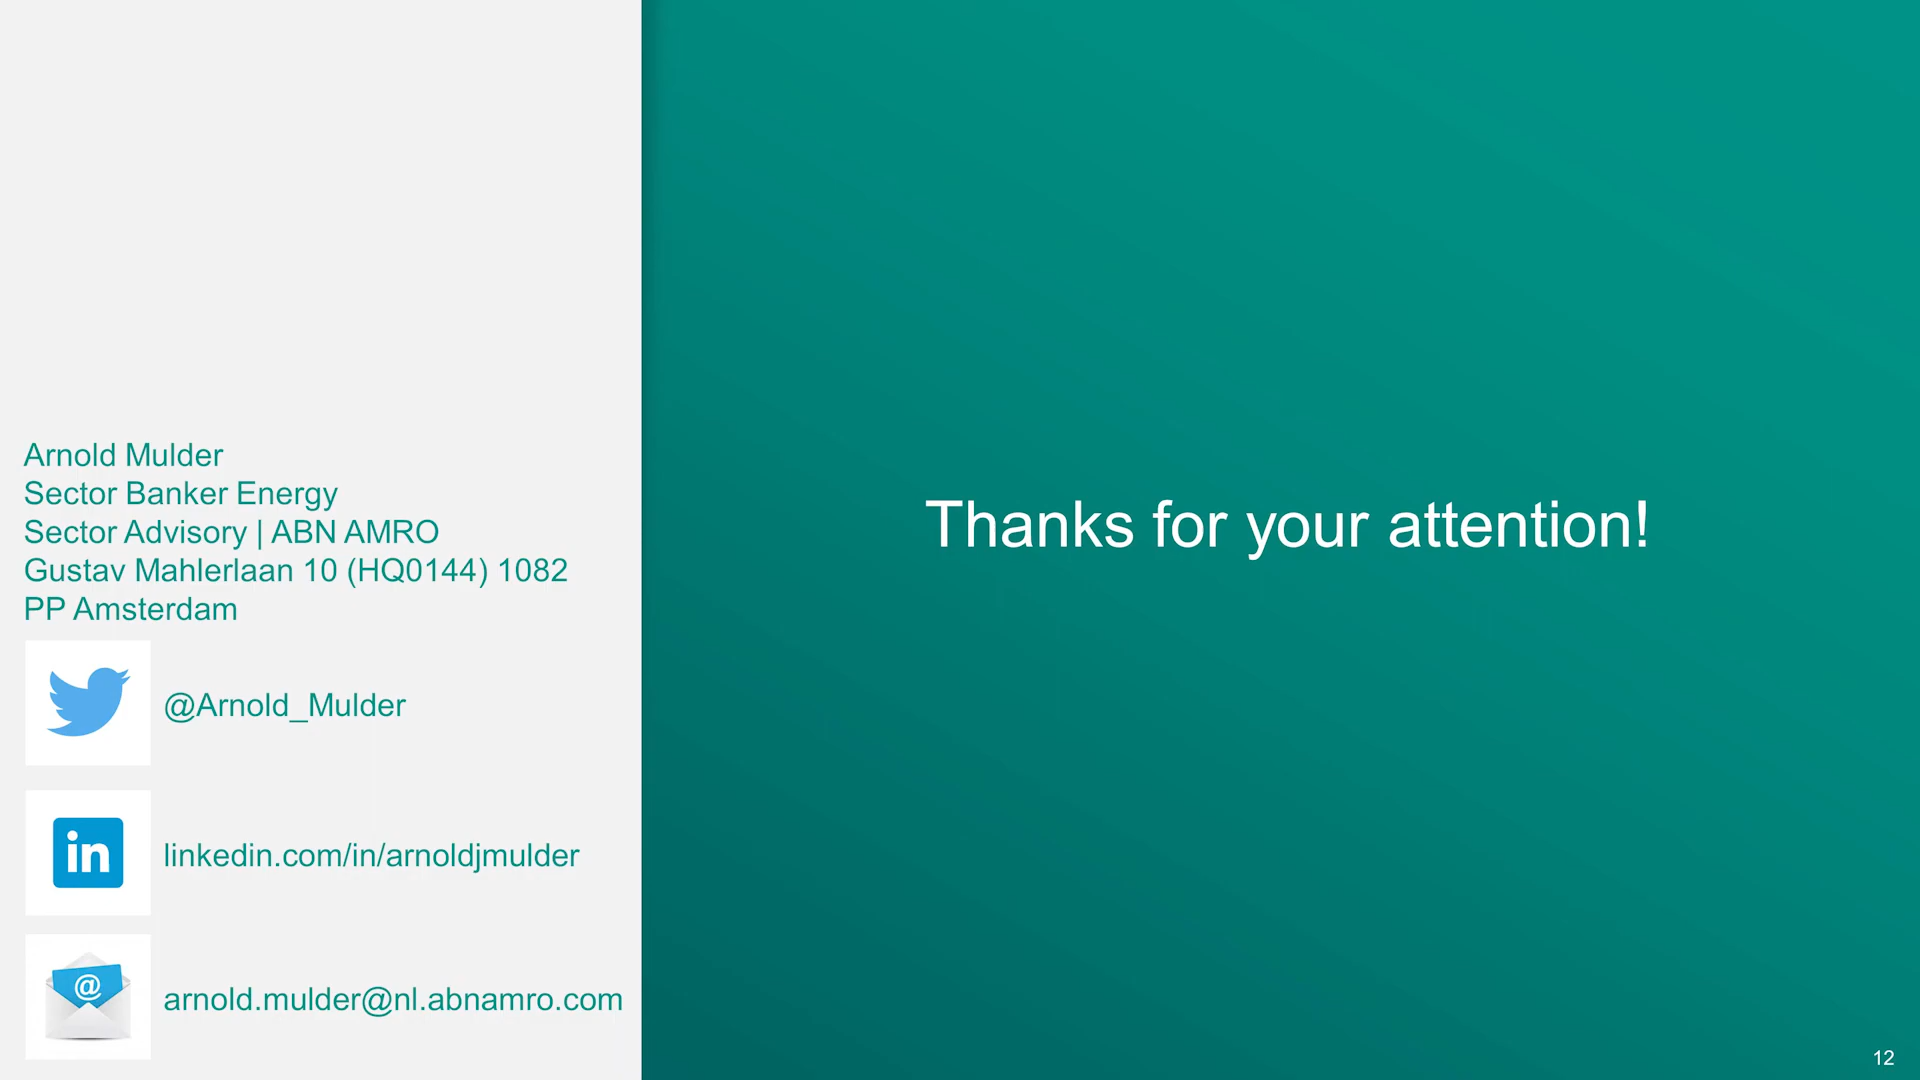 Arnold Mulder
Sector Banker Energy
Sector Advisory | ABN AMRO
Gustav Mahlerlaan 10 (HQ0144) 1082
PP Amsterdam
@Arnold_Mulder
in
linkedin.com/in/arnoldjmulder
@
arnold.mulder@nl.abnamro.com
Thanks for your attention!
12